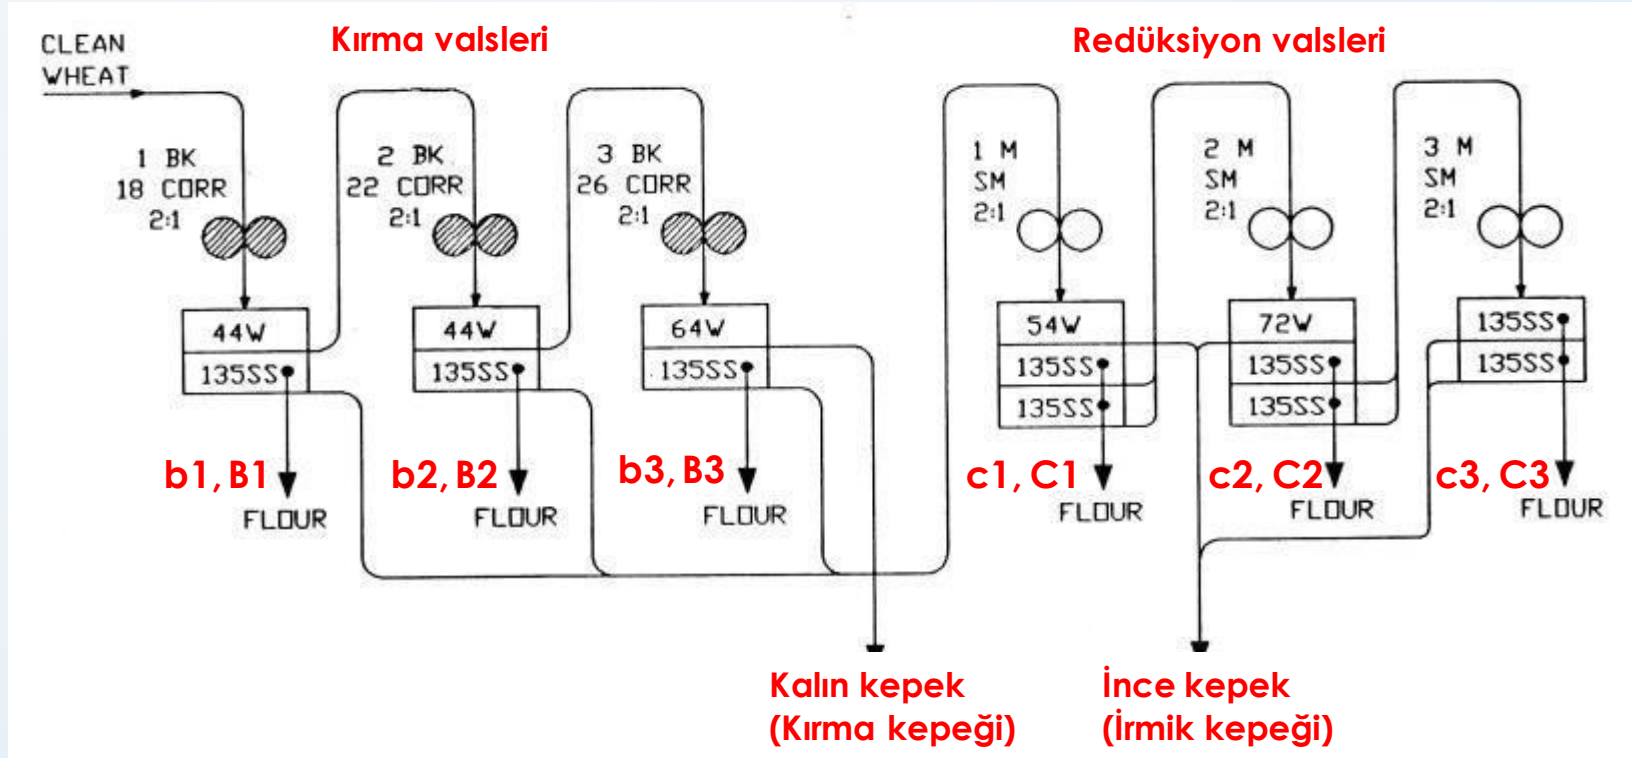 CLEAN
WHEAT
Kırma valsleri
Redüksiyon valsleri
1 BK
18 CORR
2:1
2 BK
22 CORR
2:1
3 BK
26 CORR
2:1
1 M
SM
2:1
2 M
SM
2:1
3 M
SM
2:1
44W
135SS
44W
135SS
64W
135SS
54W
135SS
135SS
72W
135SS
135SS
135SS
135SS
b1, B1
FLOUR
b2, B2
FLOUR
b3, B3
FLOUR
c1, C1
FLOUR
c2, C2
FLOUR
c3, C3
FLOUR
Kalın kepek
(Kırma kepeği)
İnce kepek
(İrmik kepeği)